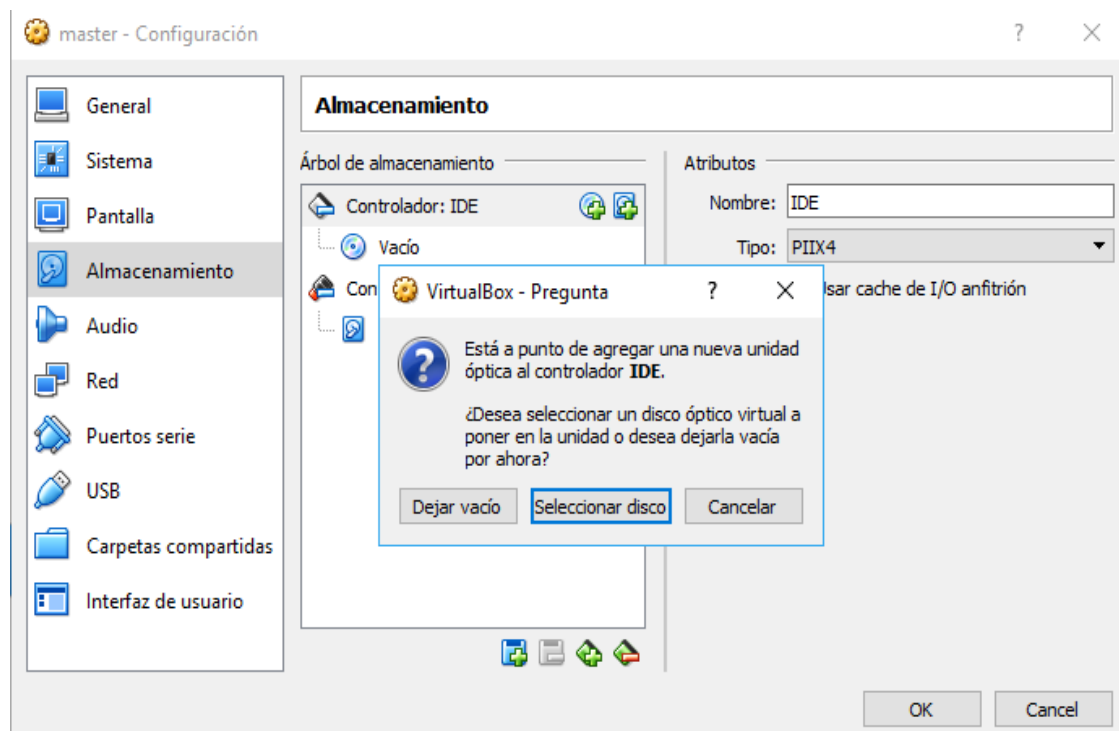 master - Configuración
General
Sistema
Pantalla
Almacenamiento
Audio
Red
Puertos serie
USB
Carpetas compartidas
Interfaz de usuario
Almacenamiento
Árbol de almacenamiento
Controlador: IDE
Vacío
Con
Atributos
Nombre: IDE
Tipo: PIIX4
Usar cache de I/O anfitrión
VirtualBox - Pregunta
Está a punto de agregar una nueva unidad
óptica al controlador IDE.
¿Desea seleccionar un disco óptico virtual a
poner en la unidad o desea dejarla vacía
por ahora?
Dejar vacío
Seleccionar disco
Cancelar
OK
Cancel